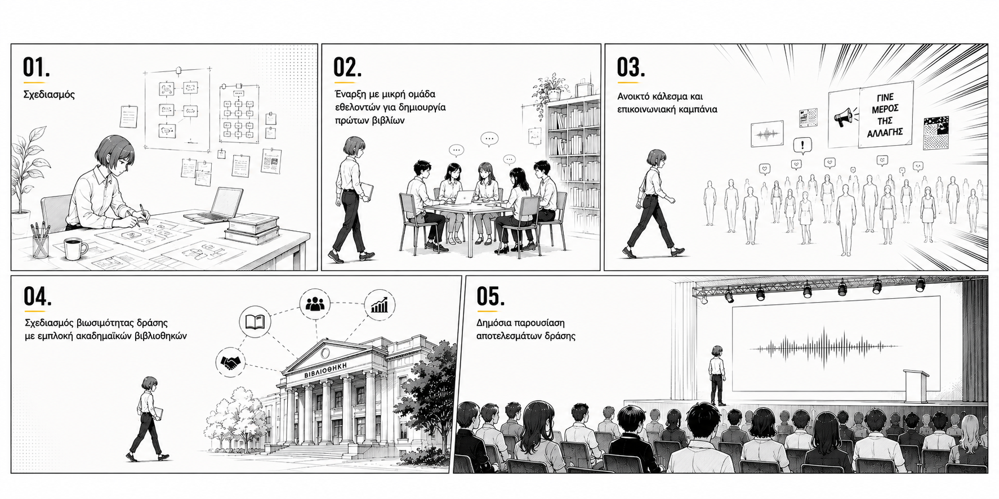 01.
Σχεδιασμός
02.
Έναρξη με μικρή ομάδα
εθελοντών για δημιουργία
πρώτων βιβλίων
03.
Ανοικτό κάλεσμα και
επικοινωνιακή καμπάνια
ΓΙΝΕ
ΜΕΡΟΣ
ΤΗΣ
ΑΛΛΑΓΗΣ
!
04.
Σχεδιασμός βιωσιμότητας δράσης
με εμπλοκή ακαδημαϊκών βιβλιοθηκών
ΒΙΒΛΙΟΘΗΚΗ
05.
Δημόσια παρουσίαση
αποτελεσμάτων δράσης